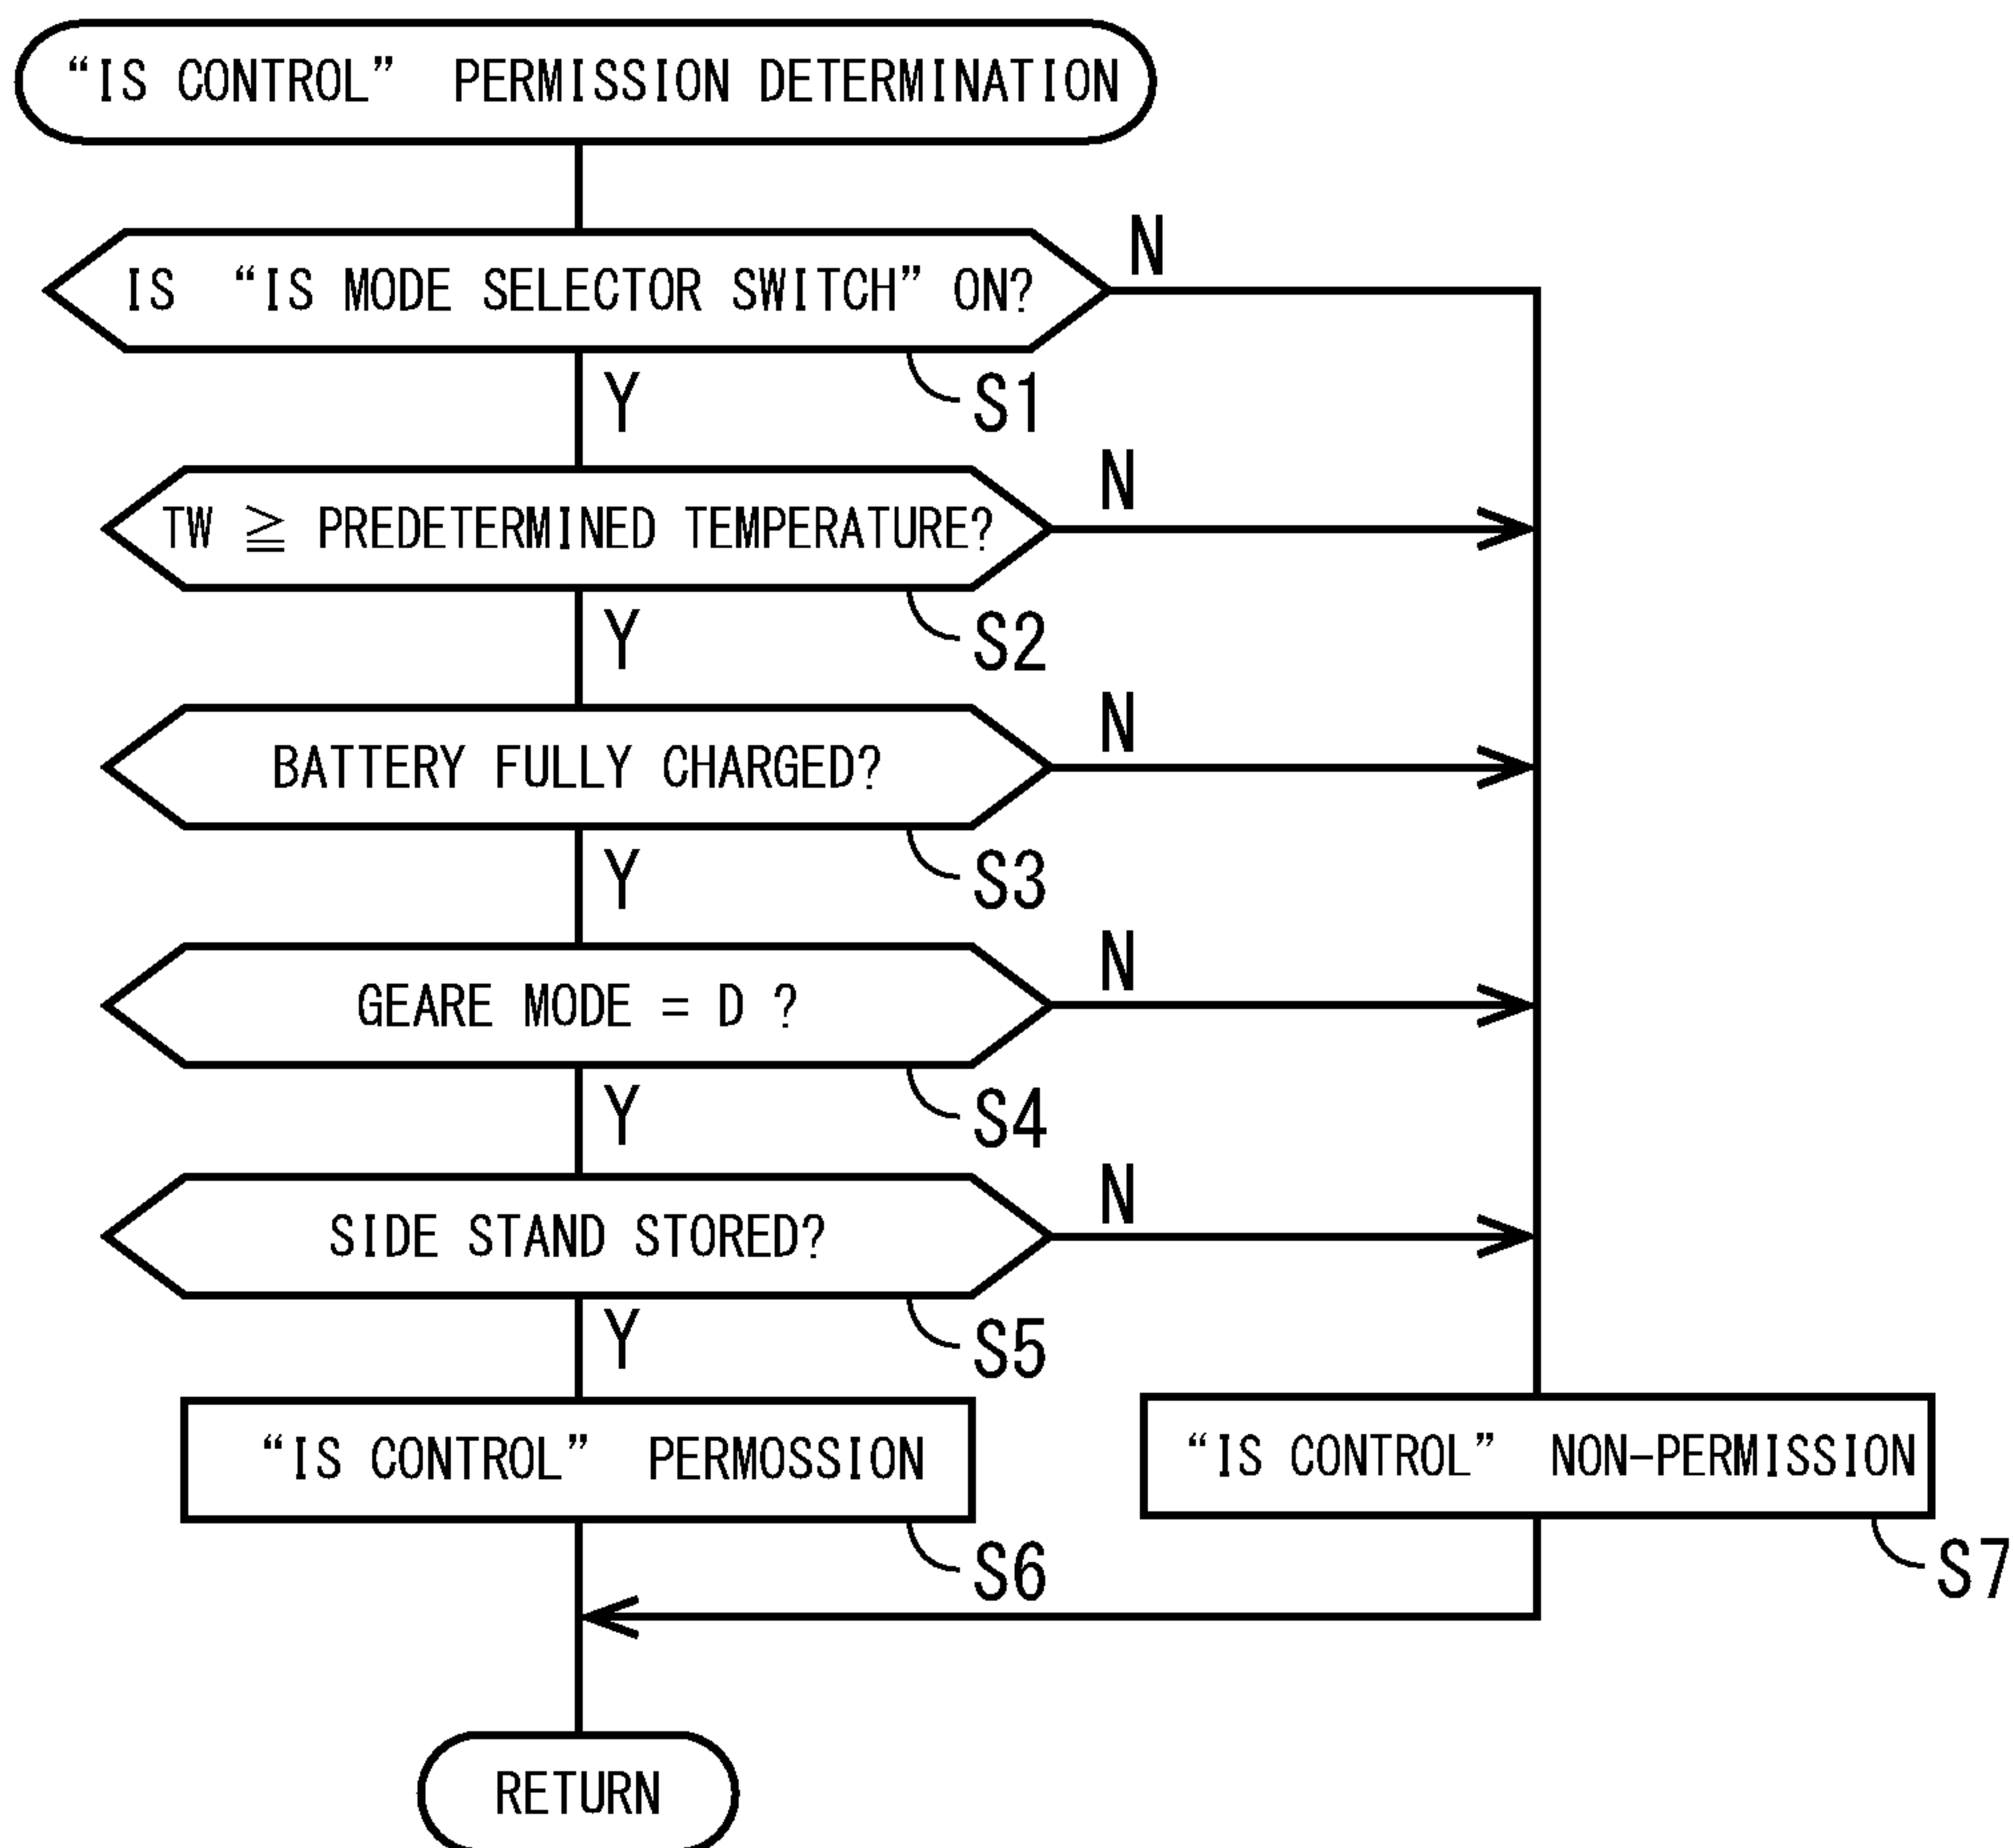 “IS CONTROL” PERMISSION DETERMINATION
IS “IS MODE SELECTOR SWITCH” ON?
N
Y
S1
TW ≧ PREDETERMINED TEMPERATURE?
N
Y
S2
BATTERY FULLY CHARGED?
N
Y
S3
GEARE MODE = D ?
N
Y
S4
SIDE STAND STORED?
N
Y
S5
“IS CONTROL” PERMOSSION
S6
“IS CONTROL” NON-PERMISSION
S7
RETURN